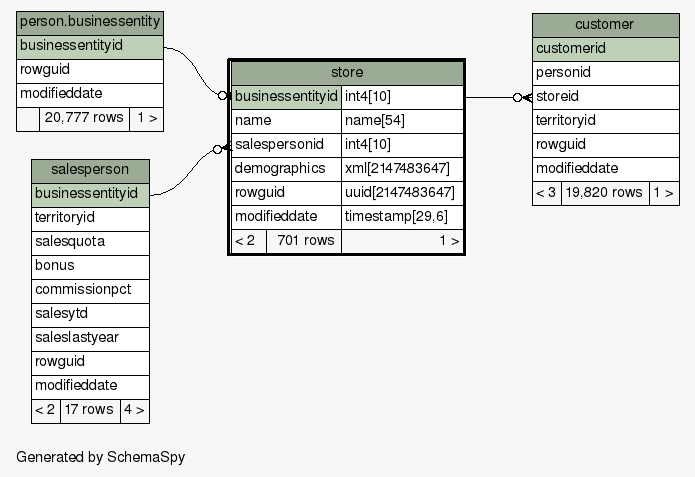 person.businessentity
businessentityid
rowguid
modifieddate
20,777 rows 1 >
salesperson
businessentityid
territoryid
salesquota
bonus
commissionpct
salesytd
saleslastyear
rowguid
modifieddate
< 2 17 rows 4 >
store
businessentityid int4[10]
name name[54]
salespersonid int4[10]
demographics xml[2147483647]
rowguid uuid[2147483647]
modifieddate timestamp[29,6]
< 2 701 rows 1 >
customer
customerid
personid
storeid
territoryid
rowguid
modifieddate
< 3 19,820 rows 1 >
Generated by SchemaSpy